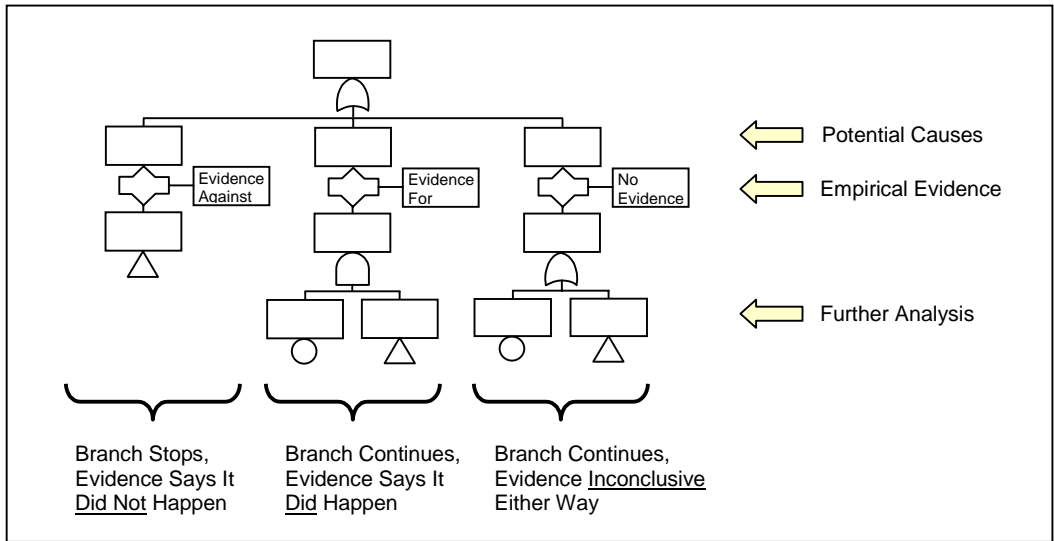 Potential Causes
Evidence
Against
Evidence
For
No
Evidence
Empirical Evidence
Further Analysis
Branch Stops,
Evidence Says It
Did Not Happen
Branch Continues,
Evidence Says It
Did Happen
Branch Continues,
Evidence Inconclusive
Either Way